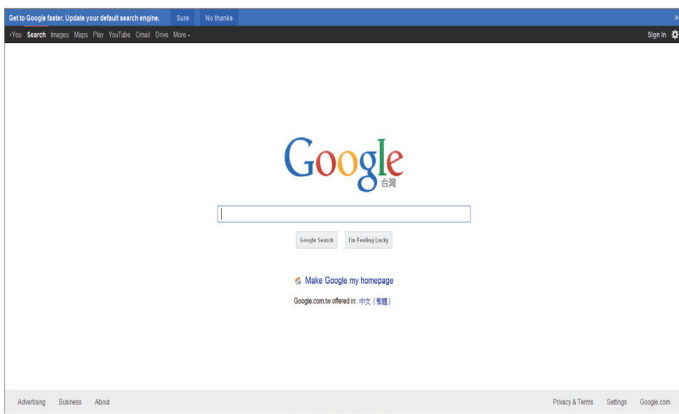 Get to Google faster. Update your default search engine. Sure No thanks x
+You Search Images Maps Play YouTube Gmail Drive More Sign in
Google
台灣
Google Search I'm Feeling Lucky
Make Google my homepage
Google.com.tw offered in: 中文（繁體）
Advertising Business About Privacy & Terms Settings Google.com